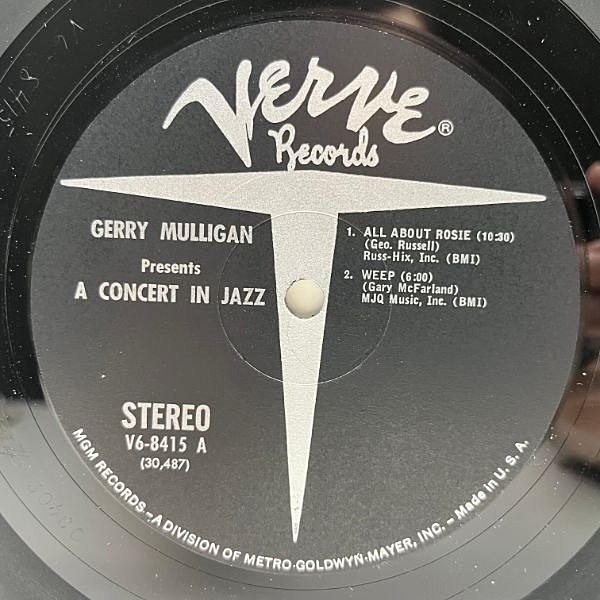 Verve®
Records
GERRY MULLIGAN
Presents
A CONCERT IN JAZZ
1. ALL ABOUT ROSIE (10:30)
(Geo. Russell)
Russ-Hix, Inc. (BMI)
2. WEEP (6:00)
(Gary McFarland)
MJQ Music, Inc. (BMI)
STEREO
V6-8415 A
(30,487)
MGM RECORDS–A DIVISION OF METRO-GOLDWYN-MAYER, INC. – Made in U. S. A.